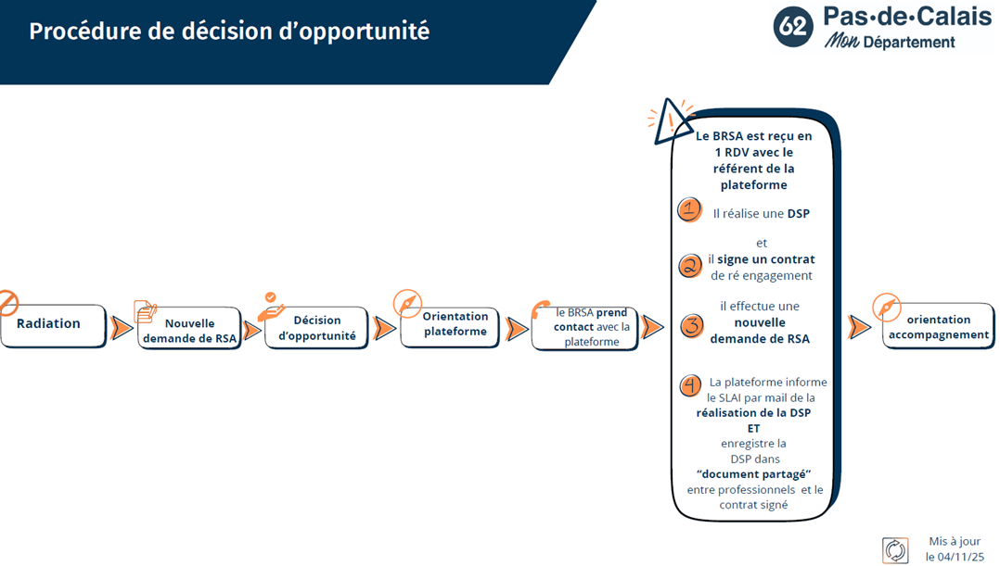 Procédure de décision d’opportunité
62
Pas-de-Calais
Mon Département
Radiation
Nouvelle
demande de RSA
Décision
d’opportunité
Orientation
plateforme
le BRSA prend
contact avec la
plateforme
Le BRSA est reçu en
1 RDV avec le
référent de la
plateforme
1 Il réalise une DSP
et
2 il signe un contrat
de ré engagement
3 il effectue une
nouvelle
demande de RSA
4 La plateforme informe
le SLAI par mail de la
réalisation de la DSP
ET
enregistre la
DSP dans
“document partagé”
entre professionnels et le
contrat signé
orientation
accompagnement
Mis à jour
le 04/11/25